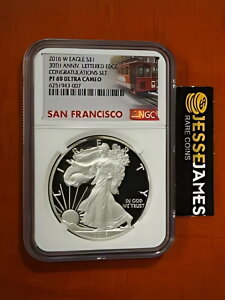 2016 W EAGLE S$1
30TH ANNIV. LETTERED EDGE
CONGRATULATIONS SET
PF 69 ULTRA CAMEO
6251943-007
SAN FRANCISCO
NGC
LIBERTY
IN GOD
WE TRUST
JESSE JAMES
RARE COINS